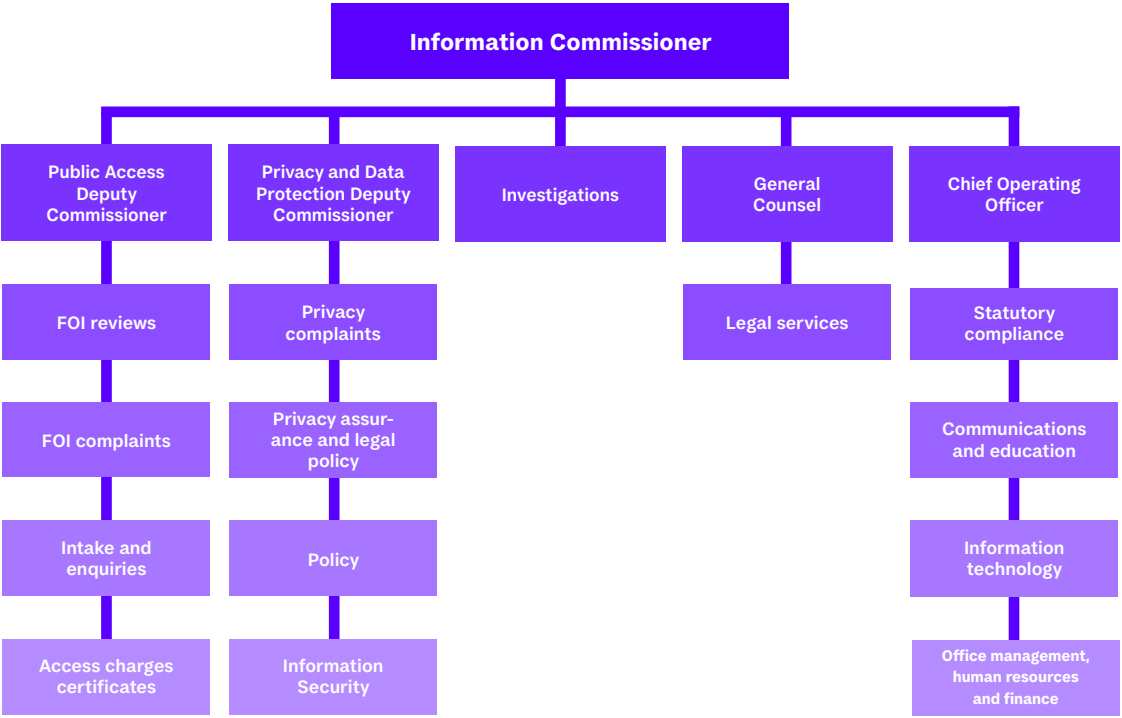 Information Commissioner
Public Access
Deputy
Commissioner
Privacy and Data
Protection Deputy
Commissioner
Investigations
General
Counsel
Chief Operating
Officer
FOI reviews
Privacy
complaints
Legal services
Statutory
compliance
FOI complaints
Privacy assur-
ance and legal
policy
Communications
and education
Intake and
enquiries
Policy
Information
technology
Access charges
certificates
Information
Security
Office management,
human resources
and finance